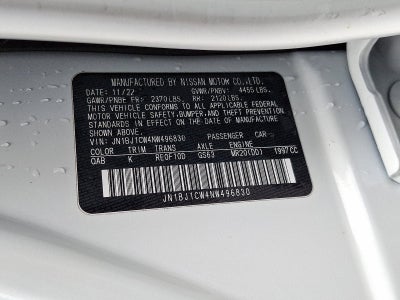 MANUFACTURED BY NISSAN MOTOR CO.,LTD.
DATE: 11/22 GVWR/PNBV: 4455 LBS.
GAWR/PNBE FR: 2370 LBS. RR: 2120 LBS.
THIS VEHICLE CONFORMS TO ALL APPLICABLE FEDERAL
MOTOR VEHICLE SAFETY,BUMPER, AND THEFT PREVENTION
STANDARDS IN EFFECT ON THE DATE OF MANUFACTURE
SHOWN ABOVE.
JN1BJ1CW4NW496830 PASSENGER CAR
COLOR TRIM TRANS AXLE ENGINE
QAB K RE0F10D GS63 MR20(DD) 1997CC
JN1BJ1CW4NW496830